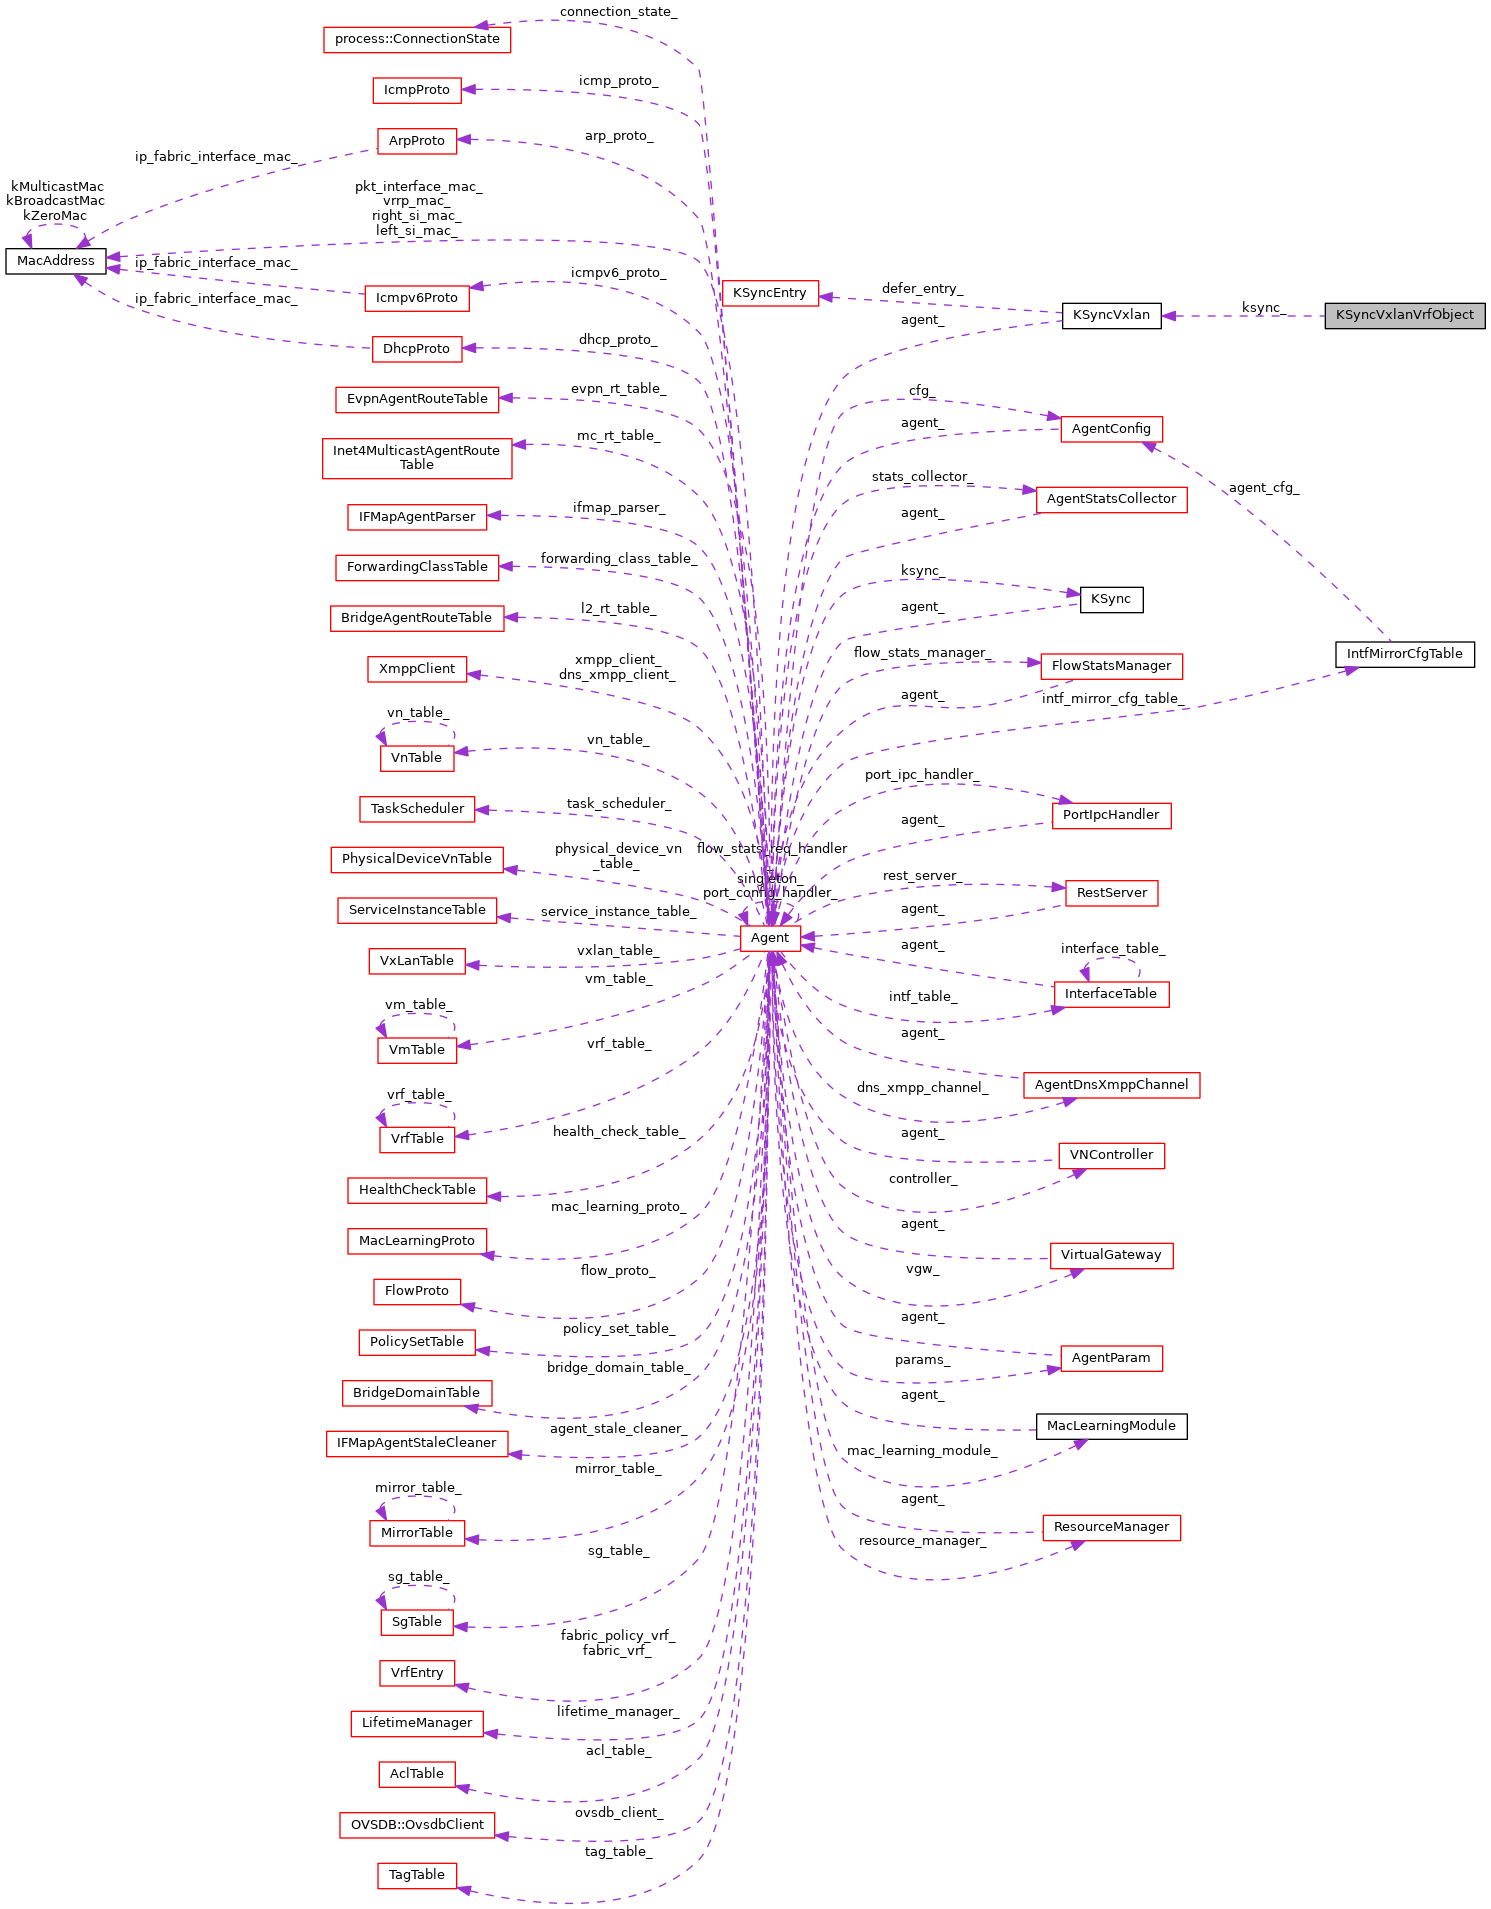 connection_state_
process::ConnectionState
icmp_proto_
IcmpProto
arp_proto_
ArpProto
ip_fabric_interface_mac_
kMulticastMac
kBroadcastMac
kZeroMac
pkt_interface_mac_
vrrp_mac_
right_si_mac_
left_si_mac_
MacAddress
ip_fabric_interface_mac_
icmpv6_proto_
Icmpv6Proto
ip_fabric_interface_mac_
dhcp_proto_
DhcpProto
evpn_rt_table_
EvpnAgentRouteTable
mc_rt_table_
Inet4MulticastAgentRoute
Table
ifmap_parser_
IFMapAgentParser
forwarding_class_table_
ForwardingClassTable
l2_rt_table_
BridgeAgentRouteTable
xmpp_client_
dns_xmpp_client_
XmppClient
vn_table_
vn_table_
VnTable
task_scheduler_
TaskScheduler
physical_device_vn
_table_
PhysicalDeviceVnTable
service_instance_table_
ServiceInstanceTable
vxlan_table_
VxLanTable
vm_table_
vm_table_
VmTable
vrf_table_
vrf_table_
VrfTable
health_check_table_
HealthCheckTable
mac_learning_proto_
MacLearningProto
flow_proto_
FlowProto
policy_set_table_
PolicySetTable
bridge_domain_table_
BridgeDomainTable
agent_stale_cleaner_
IFMapAgentStaleCleaner
mirror_table_
mirror_table_
MirrorTable
sg_table_
sg_table_
SgTable
fabric_policy_vrf_
fabric_vrf_
VrfEntry
lifetime_manager_
LifetimeManager
acl_table_
AclTable
ovsdb_client_
OVSDB::OvsdbClient
tag_table_
TagTable
flow_stats_req_handler
_
singleton_
port_config_handler_
Agent
KSyncEntry
defer_entry_
agent_
KSyncVxlan
ksync_
KSyncVxlanVrfObject
cfg_
agent_
AgentConfig
stats_collector_
agent_
AgentStatsCollector
agent_cfg_
ksync_
agent_
KSync
flow_stats_manager_
agent_
FlowStatsManager
IntfMirrorCfgTable
intf_mirror_cfg_table_
port_ipc_handler_
agent_
PortIpcHandler
rest_server_
agent_
RestServer
agent_
interface_table_
InterfaceTable
intf_table_
agent_
AgentDnsXmppChannel
dns_xmpp_channel_
agent_
VNController
controller_
agent_
VirtualGateway
vgw_
agent_
AgentParam
params_
agent_
MacLearningModule
mac_learning_module_
agent_
ResourceManager
resource_manager_